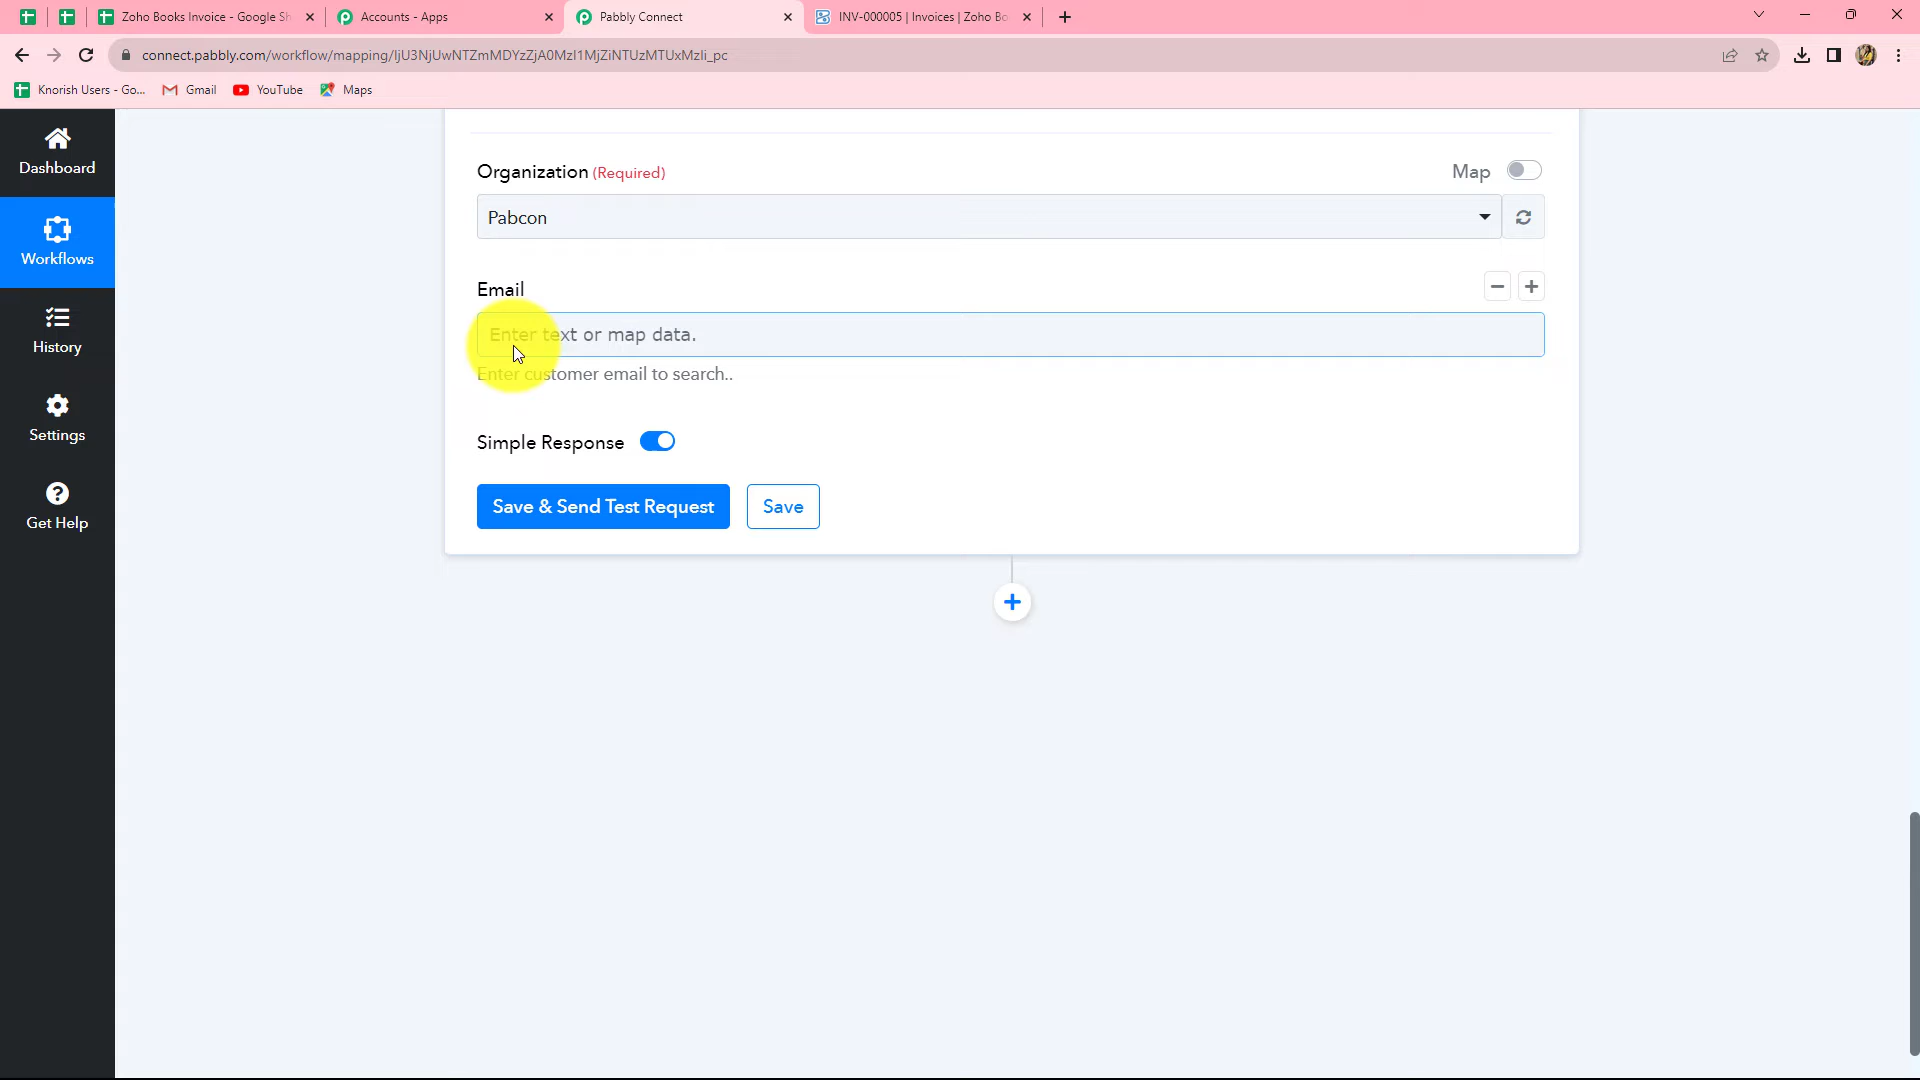 Zoho Books Invoice - Google Sh
Accounts - Apps
Pabbly Connect
INV-000005 | Invoices | Zoho Bo
connect.pabbly.com/workflow/mapping/IjU3NjUwNTZmMDYzZjA0MzI1MjZiNTUzMTUxMzIi_pc
Knorish Users - Go...
Gmail
YouTube
Maps
Dashboard
Workflows
History
Settings
Get Help
Organization (Required)
Map
Pabcon
Email
Enter text or map data.
Enter customer email to search..
Simple Response
Save & Send Test Request
Save